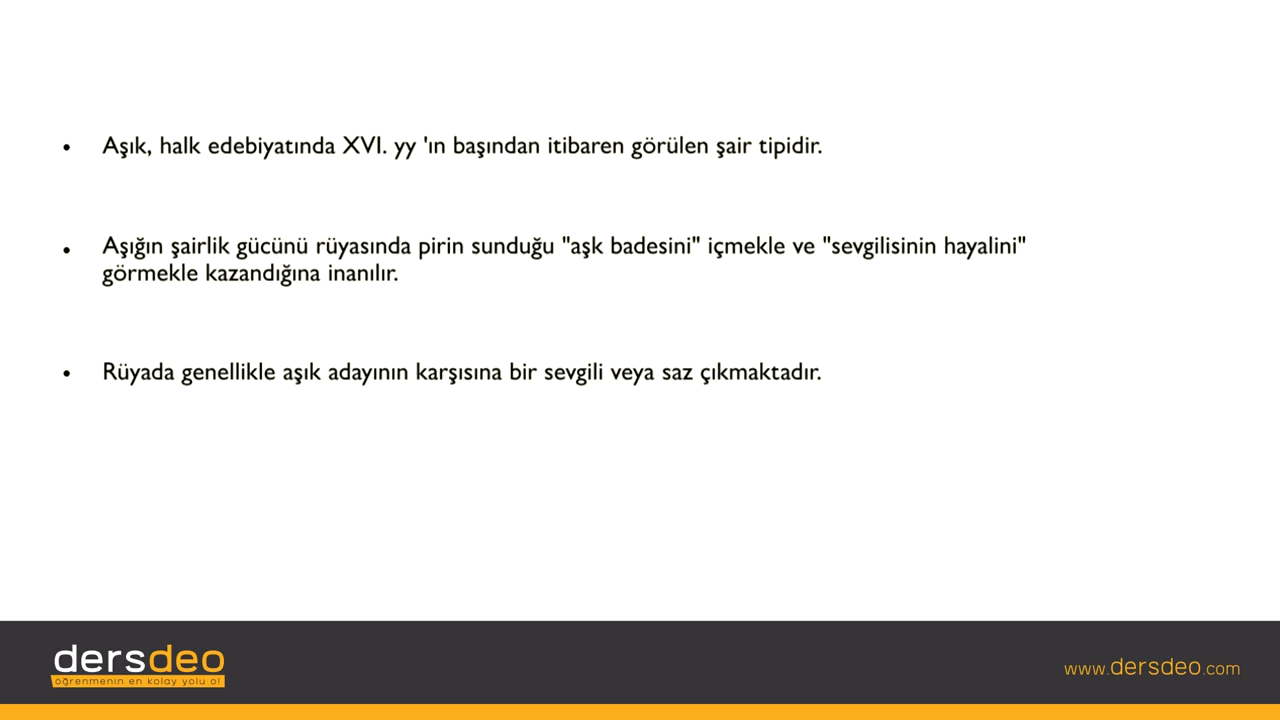 • Aşık, halk edebiyatında XVI. yy 'ın başından itibaren görülen şair tipidir.
• Aşığın şairlik gücünü rüyasında pirin sunduğu "aşk badesini" içmekle ve "sevgilisinin hayalini"
görmekle kazandığına inanılır.
• Rüyada genellikle aşık adayının karşısına bir sevgili veya saz çıkmaktadır.
dersdeo
öğrenmenin en kolay yolu o!
www.dersdeo.com